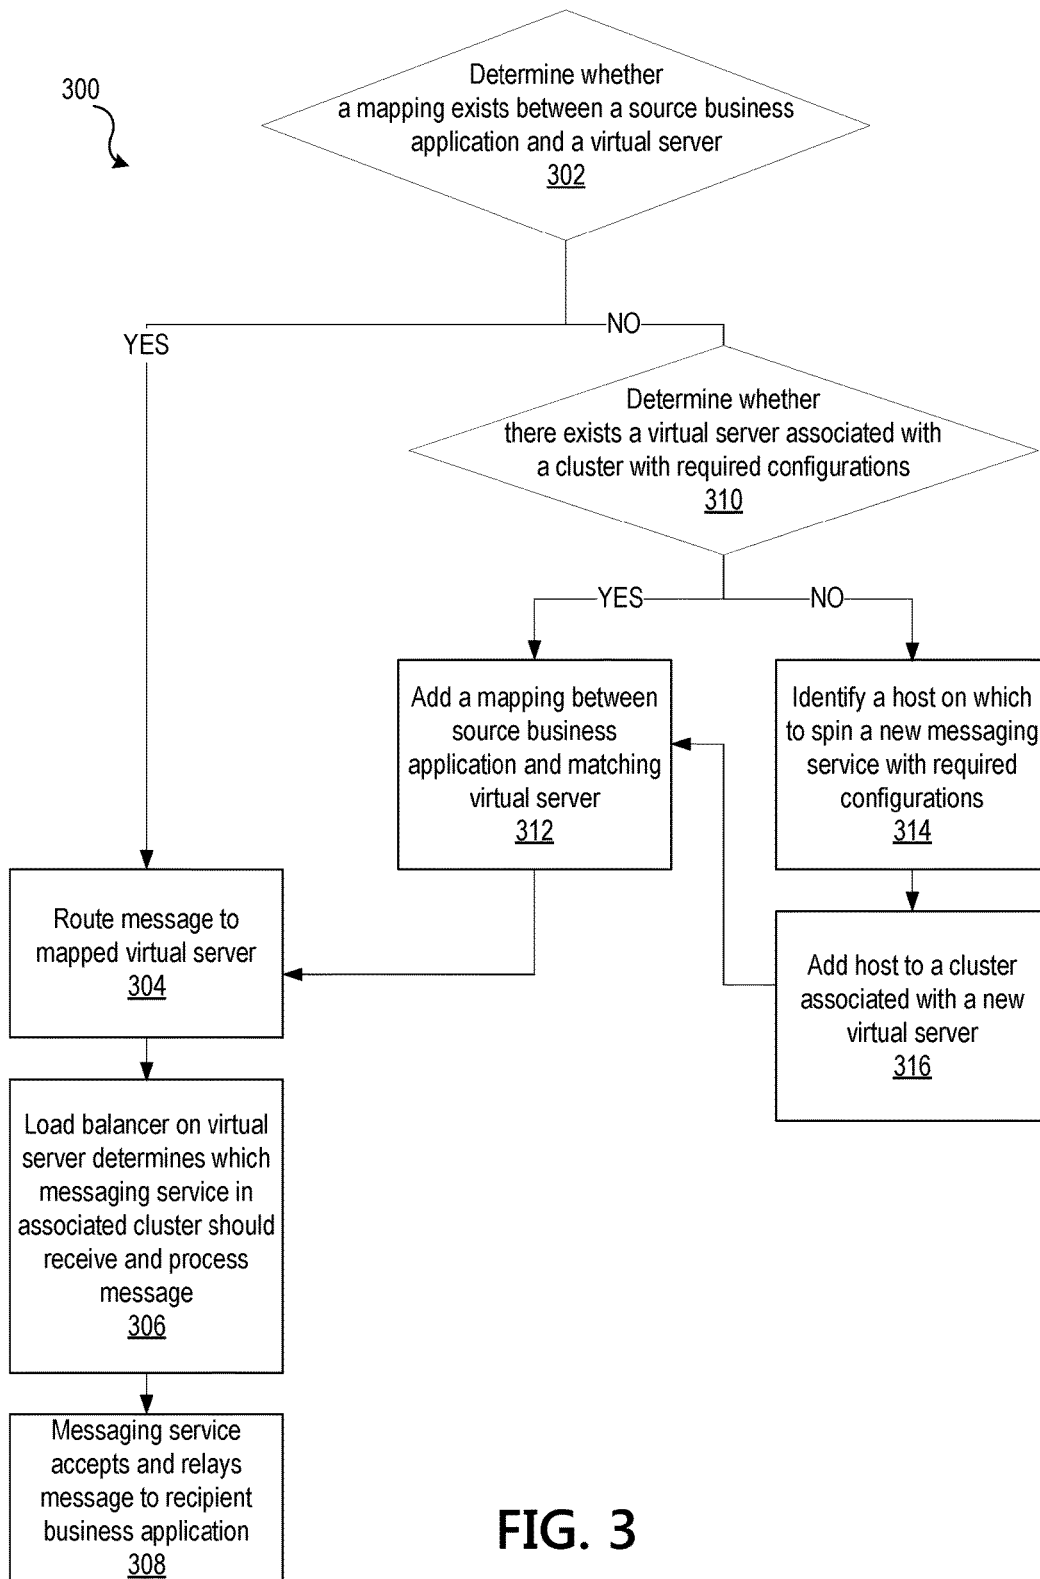 300
Determine whether
a mapping exists between a source business
application and a virtual server
302
YES
NO
Determine whether
there exists a virtual server associated with
a cluster with required configurations
310
YES
NO
Add a mapping between
source business
application and matching
virtual server
312
Identify a host on which
to spin a new messaging
service with required
configurations
314
Route message to
mapped virtual server
304
Add host to a cluster
associated with a new
virtual server
316
Load balancer on virtual
server determines which
messaging service in
associated cluster should
receive and process
message
306
Messaging service
accepts and relays
message to recipient
business application
308
FIG. 3